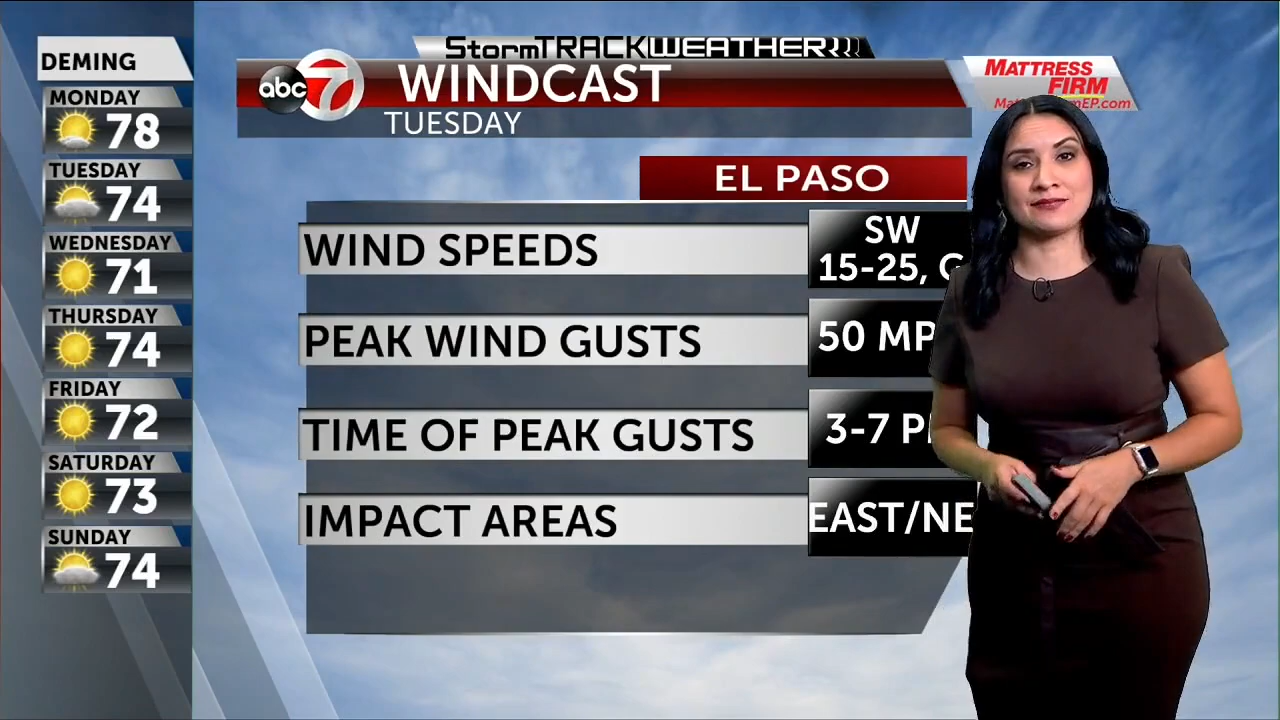 DEMING
MONDAY
78
TUESDAY
74
WEDNESDAY
71
THURSDAY
74
FRIDAY
72
SATURDAY
73
SUNDAY
74
StormTRACKWEATHER
abc 7
WINDCAST
TUESDAY
MATTRESS
FIRM
EL PASO
WIND SPEEDS
SW
15-25, G
PEAK WIND GUSTS
50 MP
TIME OF PEAK GUSTS
3-7 P
IMPACT AREAS
EAST/NE